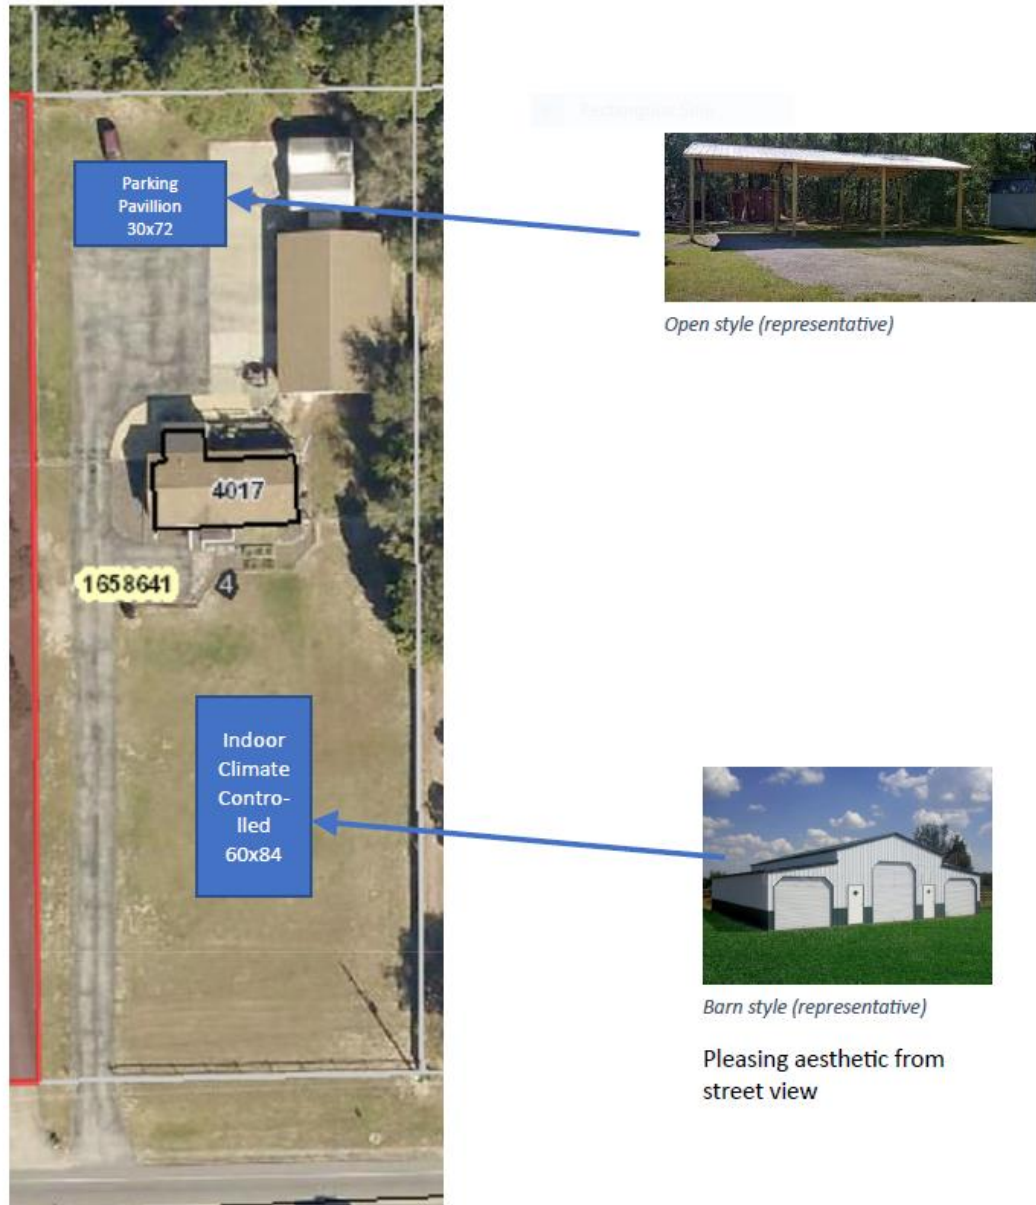 Parking
Pavillion
30x72
Open style (representative)
4017
1658641
4
Indoor
Climate
Contro-
lled
60x84
Barn style (representative)
Pleasing aesthetic from
street view